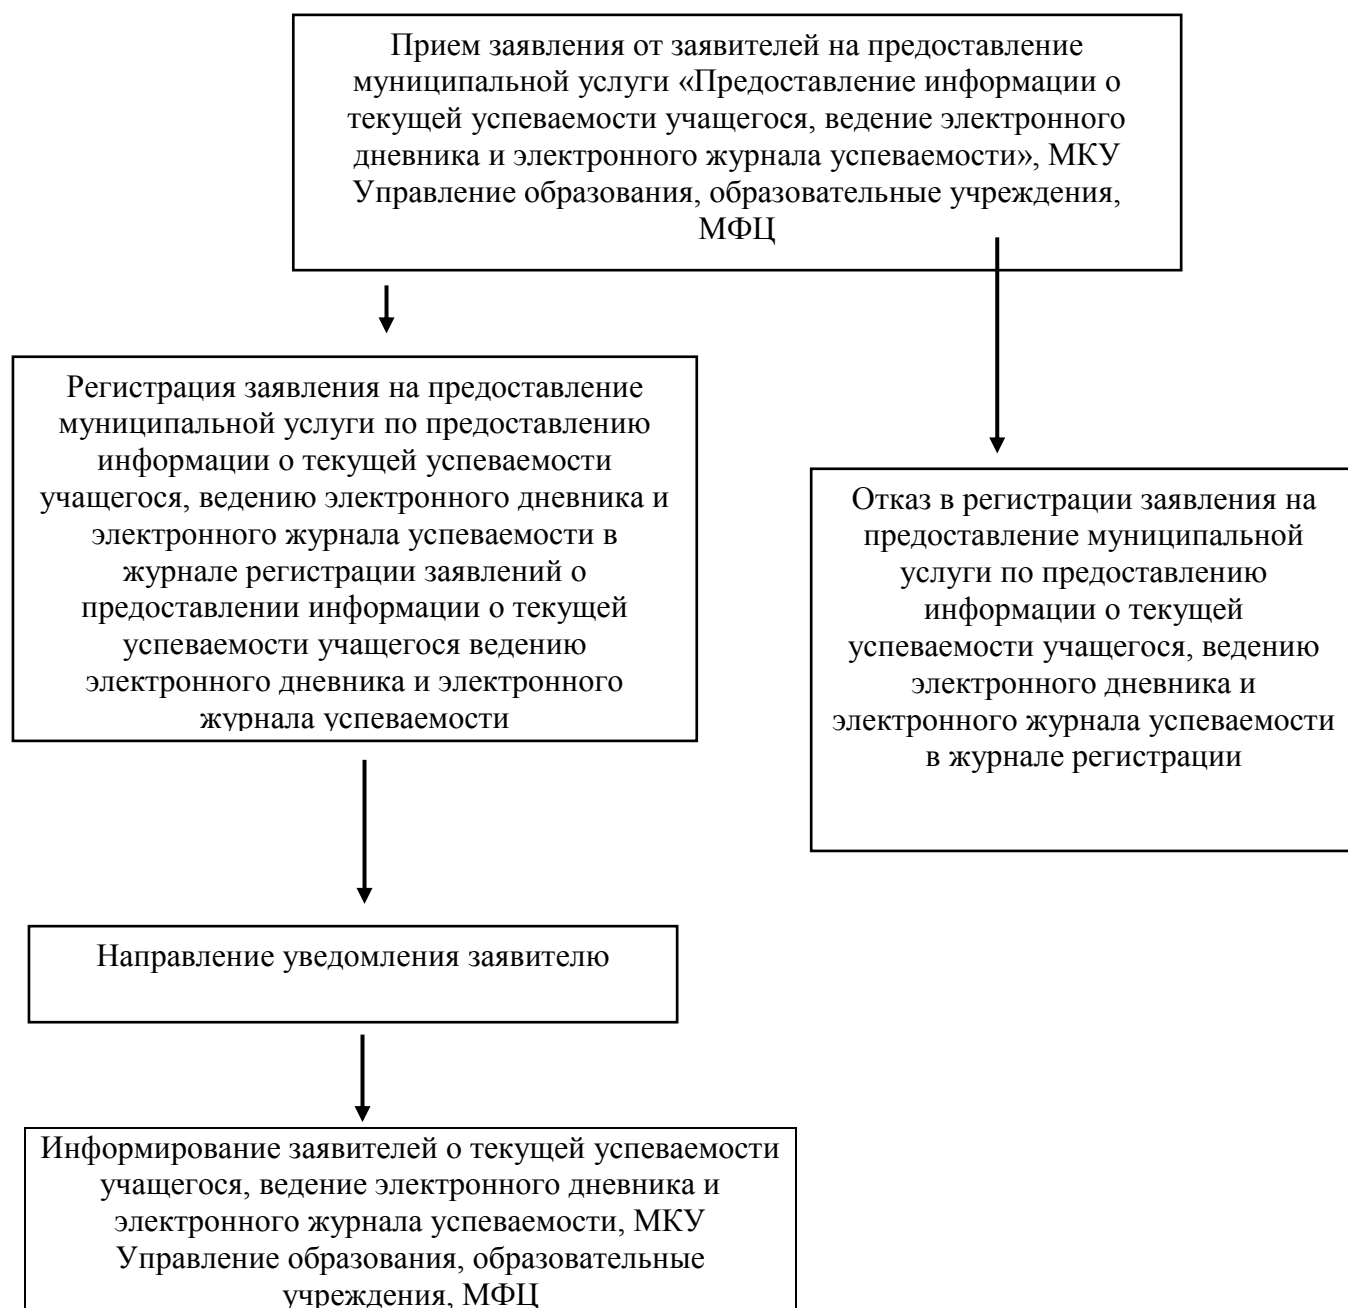 Прием заявления от заявителей на предоставление
муниципальной услуги «Предоставление информации о
текущей успеваемости учащегося, ведение электронного
дневника и электронного журнала успеваемости», МКУ
Управление образования, образовательные учреждения,
МФЦ
Регистрация заявления на предоставление
муниципальной услуги по предоставлению
информации о текущей успеваемости
учащегося, ведению электронного дневника и
электронного журнала успеваемости в
журнале регистрации заявлений о
предоставлении информации о текущей
успеваемости учащегося ведению
электронного дневника и электронного
журнала успеваемости
Отказ в регистрации заявления на
предоставление муниципальной
услуги по предоставлению
информации о текущей
успеваемости учащегося, ведению
электронного дневника и
электронного журнала успеваемости
в журнале регистрации
Направление уведомления заявителю
Информирование заявителей о текущей успеваемости
учащегося, ведение электронного дневника и
электронного журнала успеваемости, МКУ
Управление образования, образовательные
учреждения, МФЦ